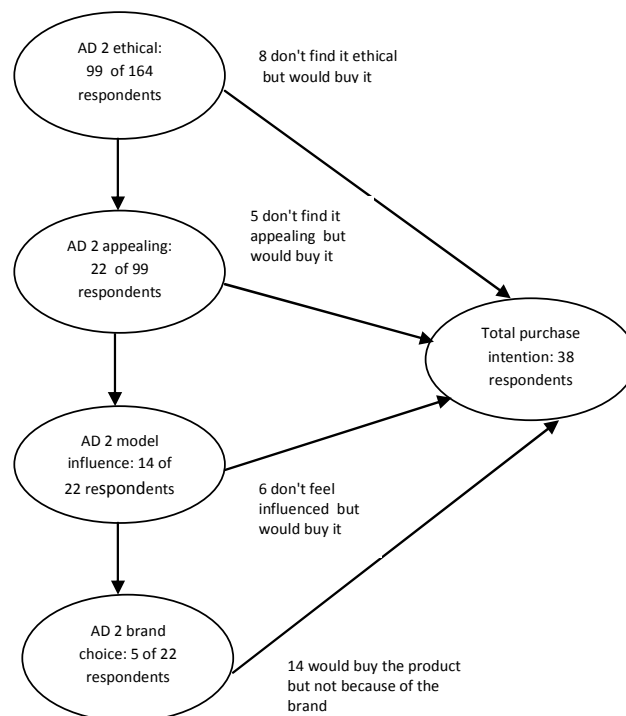 AD 2 ethical:
99 of 164
respondents
8 don't find it ethical
but would buy it
AD 2 appealing:
22 of 99
respondents
5 don't find it
appealing but
would buy it
Total purchase
intention: 38
respondents
AD 2 model
influence: 14 of
22 respondents
6 don't feel
influenced but
would buy it
AD 2 brand
choice: 5 of 22
respondents
14 would buy the product
but not because of the
brand